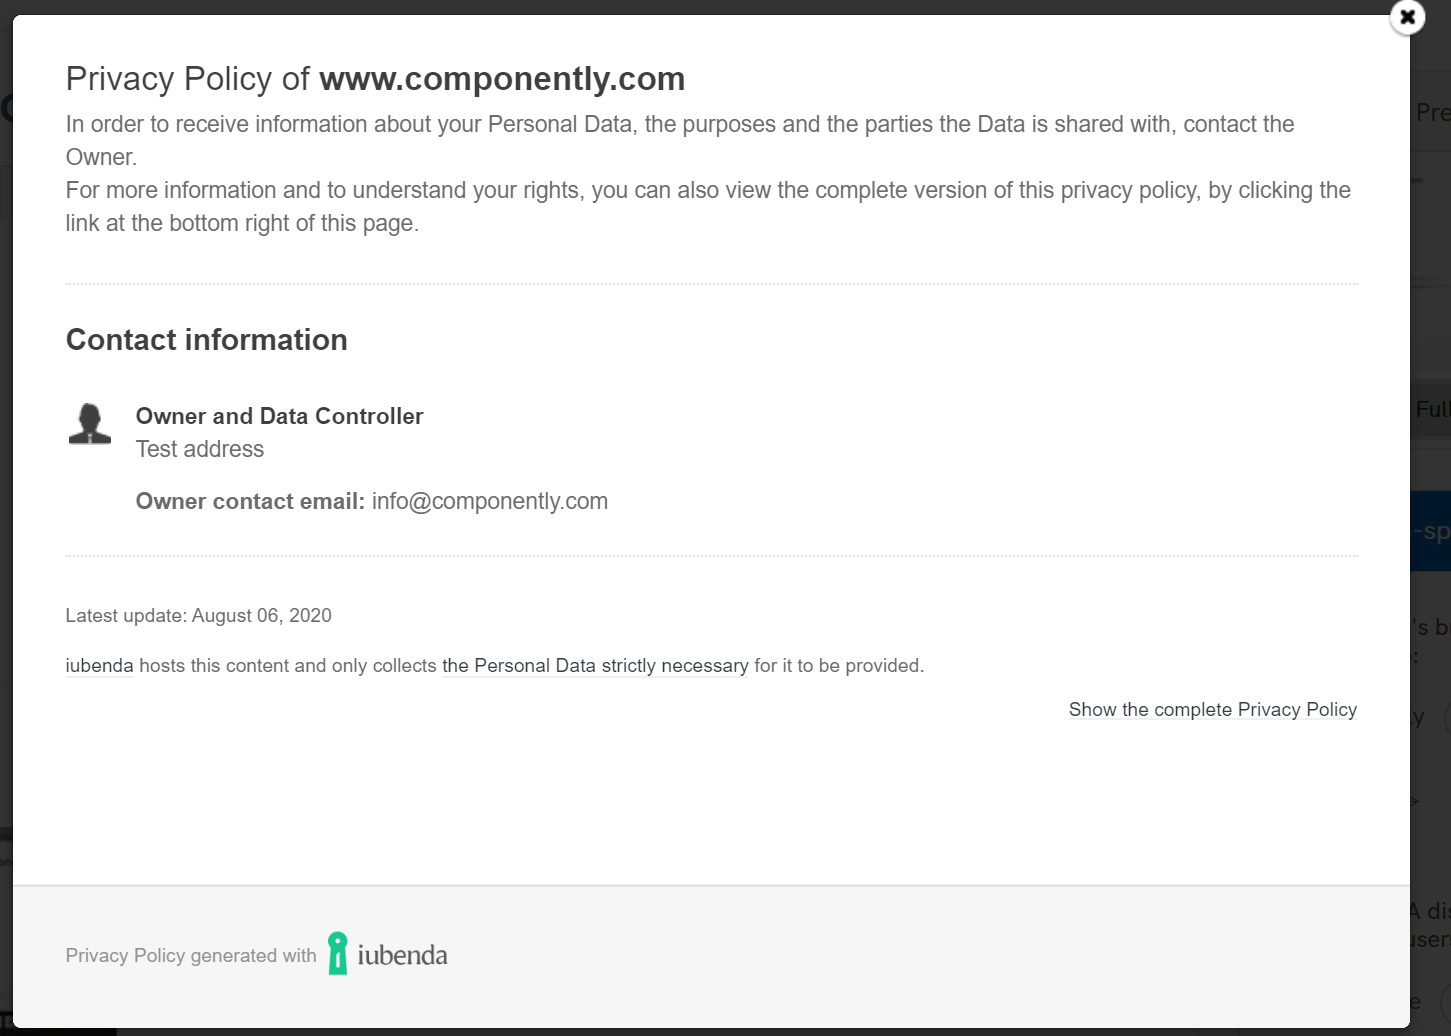 Privacy Policy of www.componently.com
In order to receive information about your Personal Data, the purposes and the parties the Data is shared with, contact the
Owner.
For more information and to understand your rights, you can also view the complete version of this privacy policy, by clicking the
link at the bottom right of this page.
Contact information
Owner and Data Controller
Test address
Owner contact email: info@componently.com
Latest update: August 06, 2020
iubenda hosts this content and only collects the Personal Data strictly necessary for it to be provided.
Show the complete Privacy Policy
Privacy Policy generated with iubenda